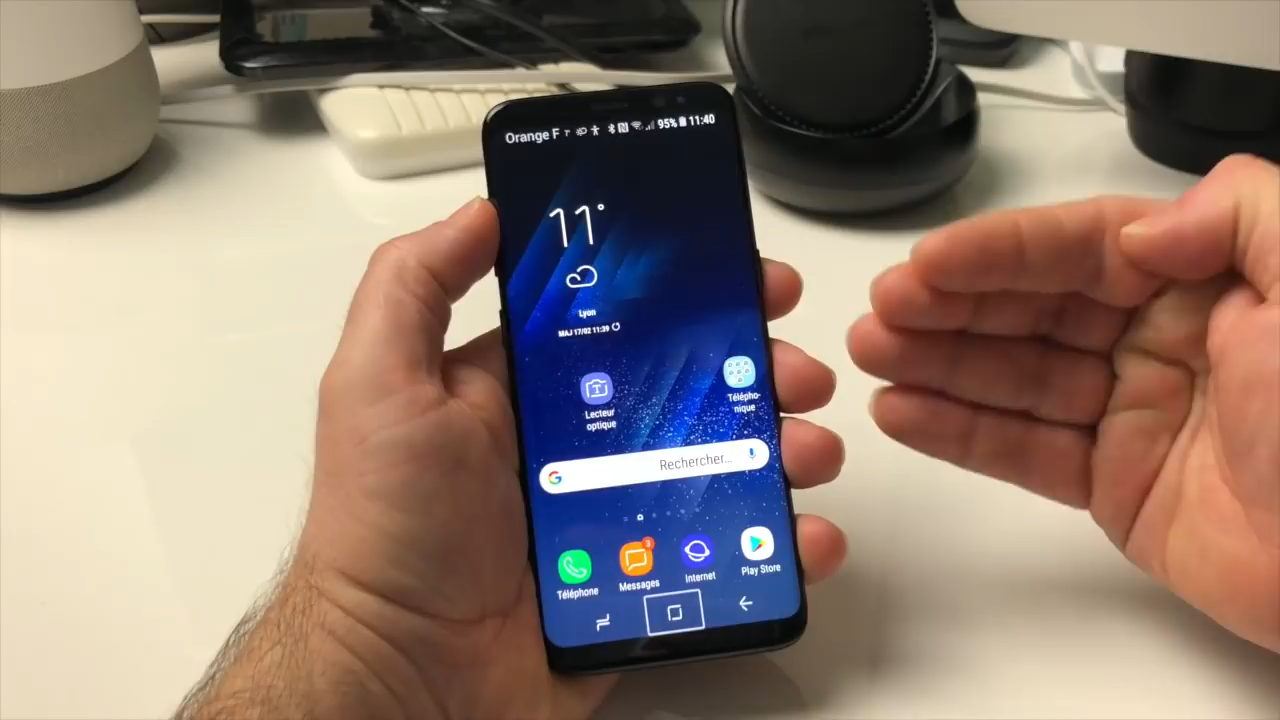 Orange F 95% 11:40
11°
Lyon
MAJ 17/02 11:39
Lecteur
optique
Télépho-
nique
G Rechercher...
3
Téléphone Messages Internet Play Store